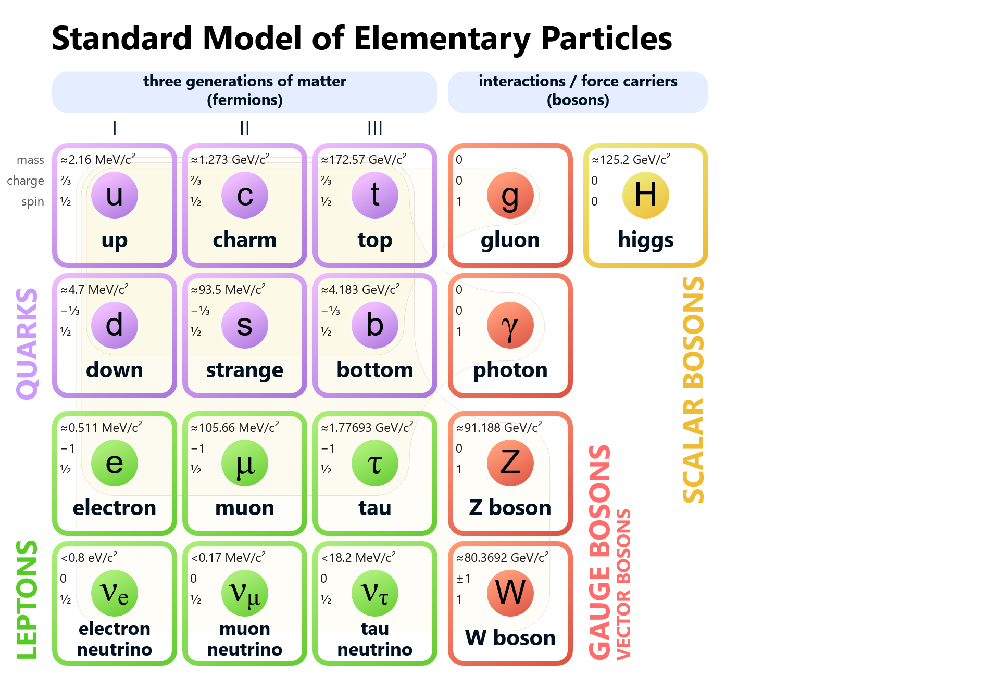 Standard Model of Elementary Particles
three generations of matter
(fermions)
interactions / force carriers
(bosons)
I
II
III
mass
charge
spin
≈2.16 MeV/c²
⅔
½
u
up
≈1.273 GeV/c²
⅔
½
c
charm
≈172.57 GeV/c²
⅔
½
t
top
0
0
1
g
gluon
≈125.2 GeV/c²
0
0
H
higgs
QUARKS
≈4.7 MeV/c²
−⅓
½
d
down
≈93.5 MeV/c²
−⅓
½
s
strange
≈4.183 GeV/c²
−⅓
½
b
bottom
0
0
1
γ
photon
SCALAR BOSONS
LEPTONS
≈0.511 MeV/c²
−1
½
e
electron
≈105.66 MeV/c²
−1
½
μ
muon
≈1.77693 GeV/c²
−1
½
τ
tau
≈91.188 GeV/c²
0
1
Z
Z boson
<0.8 eV/c²
0
½
νe
electron
neutrino
<0.17 MeV/c²
0
½
νμ
muon
neutrino
<18.2 MeV/c²
0
½
ντ
tau
neutrino
≈80.3692 GeV/c²
±1
1
W
W boson
GAUGE BOSONS
VECTOR BOSONS